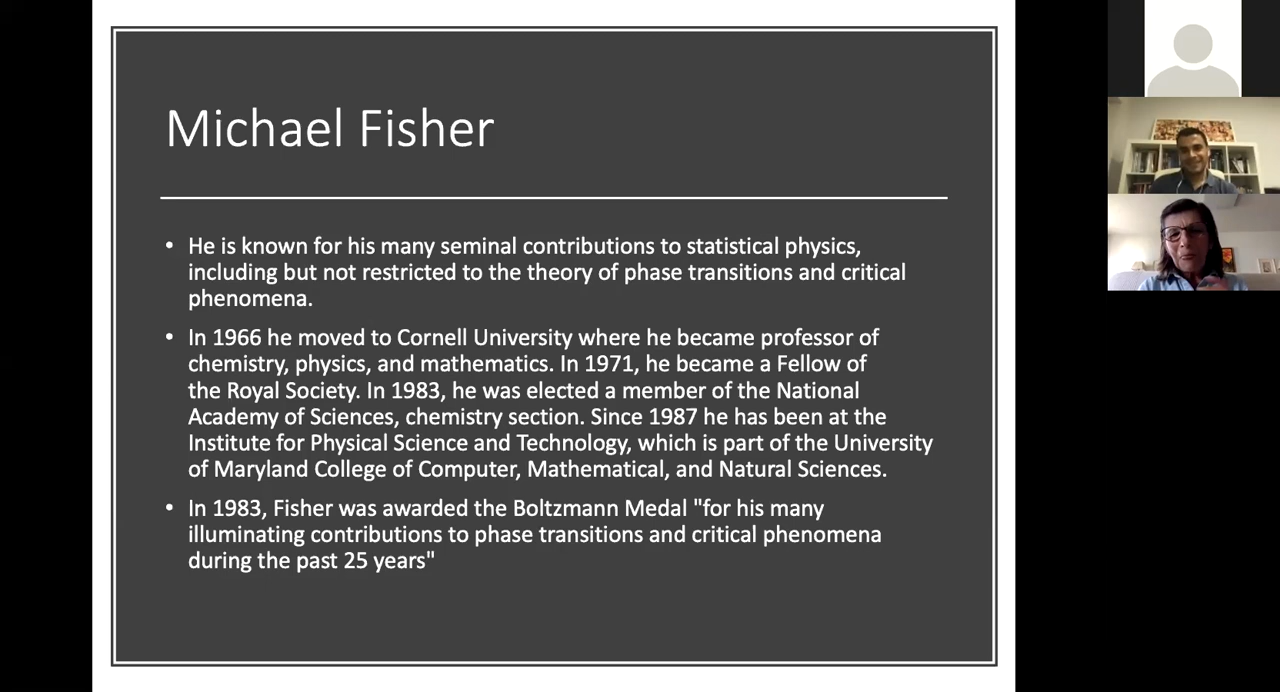 Michael Fisher
• He is known for his many seminal contributions to statistical physics,
including but not restricted to the theory of phase transitions and critical
phenomena.
• In 1966 he moved to Cornell University where he became professor of
chemistry, physics, and mathematics. In 1971, he became a Fellow of
the Royal Society. In 1983, he was elected a member of the National
Academy of Sciences, chemistry section. Since 1987 he has been at the
Institute for Physical Science and Technology, which is part of the University
of Maryland College of Computer, Mathematical, and Natural Sciences.
• In 1983, Fisher was awarded the Boltzmann Medal "for his many
illuminating contributions to phase transitions and critical phenomena
during the past 25 years"